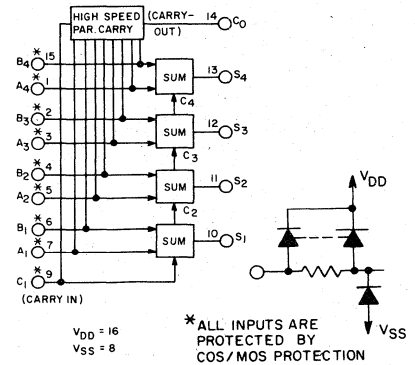 HIGH SPEED
PAR. CARRY
(CARRY-
OUT)
14
C0
*
B4 15
*
A4 1
SUM
13 S4
C4
*
B3 2
*
A3 3
SUM
12 S3
C3
*
B2 4
*
A2 5
SUM
11 S2
C2
*
B1 6
*
A1 7
SUM
10 S1
*
C1 9
(CARRY IN)
VDD = 16
VSS = 8
VDD
VSS
*ALL INPUTS ARE
PROTECTED BY
COS/MOS PROTECTION